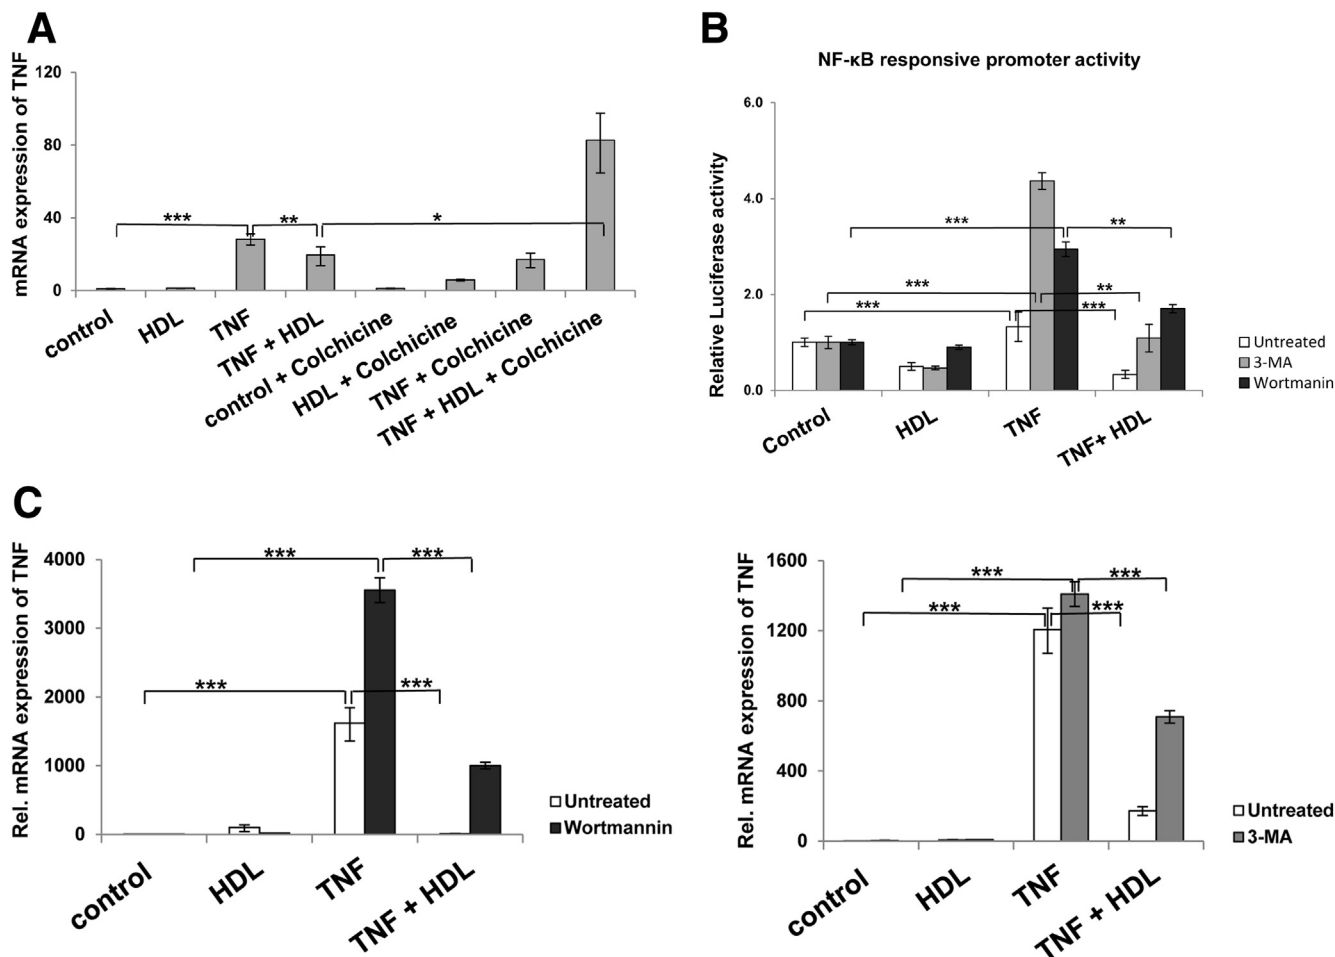 A
mRNA expression of TNF
120
80
40
0
***
**
*
control
HDL
TNF
TNF + HDL
control + Colchicine
HDL + Colchicine
TNF + Colchicine
TNF + HDL + Colchicine
B
NF-κB responsive promoter activity
Relative Luciferase activity
6.0
4.0
2.0
0.0
***
**
***
**
***
***
Control
HDL
TNF
TNF+ HDL
Untreated
3-MA
Wortmanin
C
Rel. mRNA expression of TNF
4000
3000
2000
1000
0
***
***
***
***
control
HDL
TNF
TNF + HDL
Untreated
Wortmannin
Rel. mRNA expression of TNF
1600
1200
800
400
0
***
***
***
***
control
HDL
TNF
TNF + HDL
Untreated
3-MA